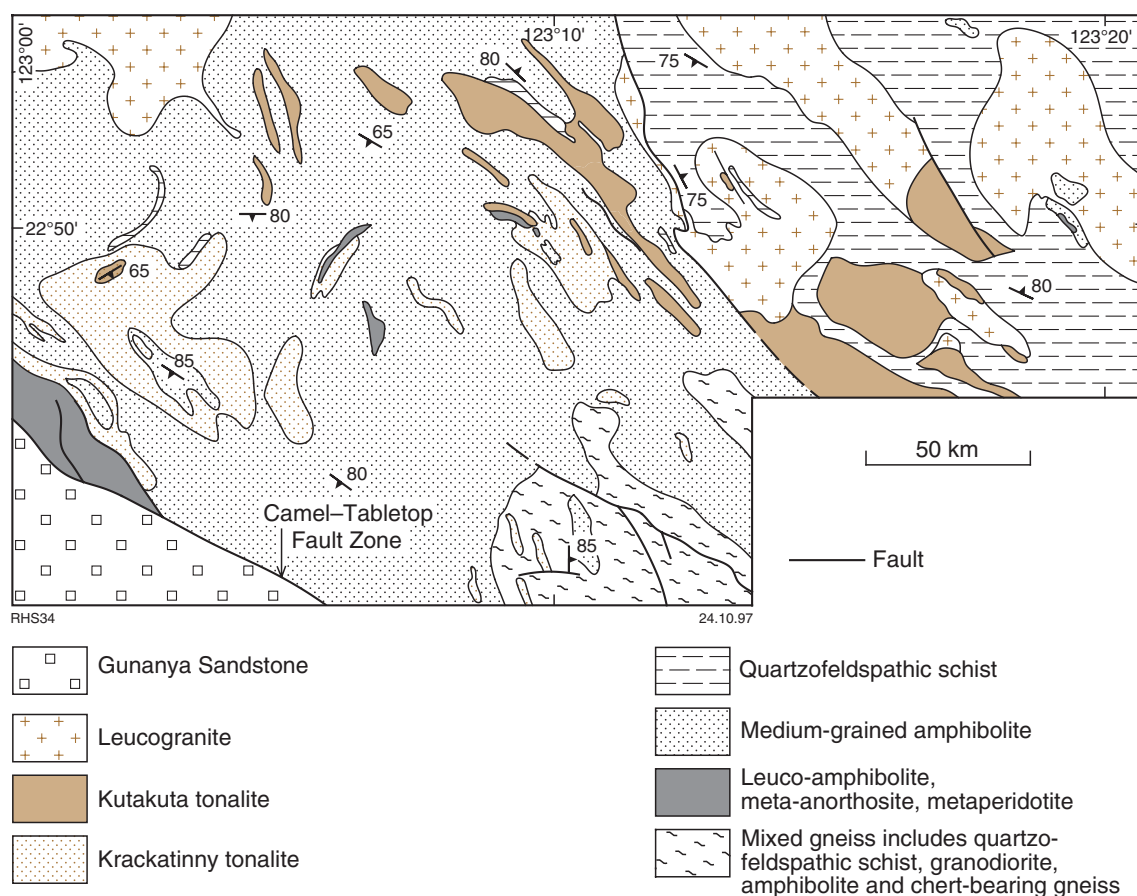 123°00'
123°10'
123°20'
80
75
65
75
80
22°50'
65
80
85
80
50 km
Camel–Tabletop
Fault Zone
85
Fault
RHS34
24.10.97
Gunanya Sandstone
Leucogranite
Kutakuta tonalite
Krackatinny tonalite
Quartzofeldspathic schist
Medium-grained amphibolite
Leuco-amphibolite,
meta-anorthosite, metaperidotite
Mixed gneiss includes quartzo-
feldspathic schist, granodiorite,
amphibolite and chert-bearing gneiss